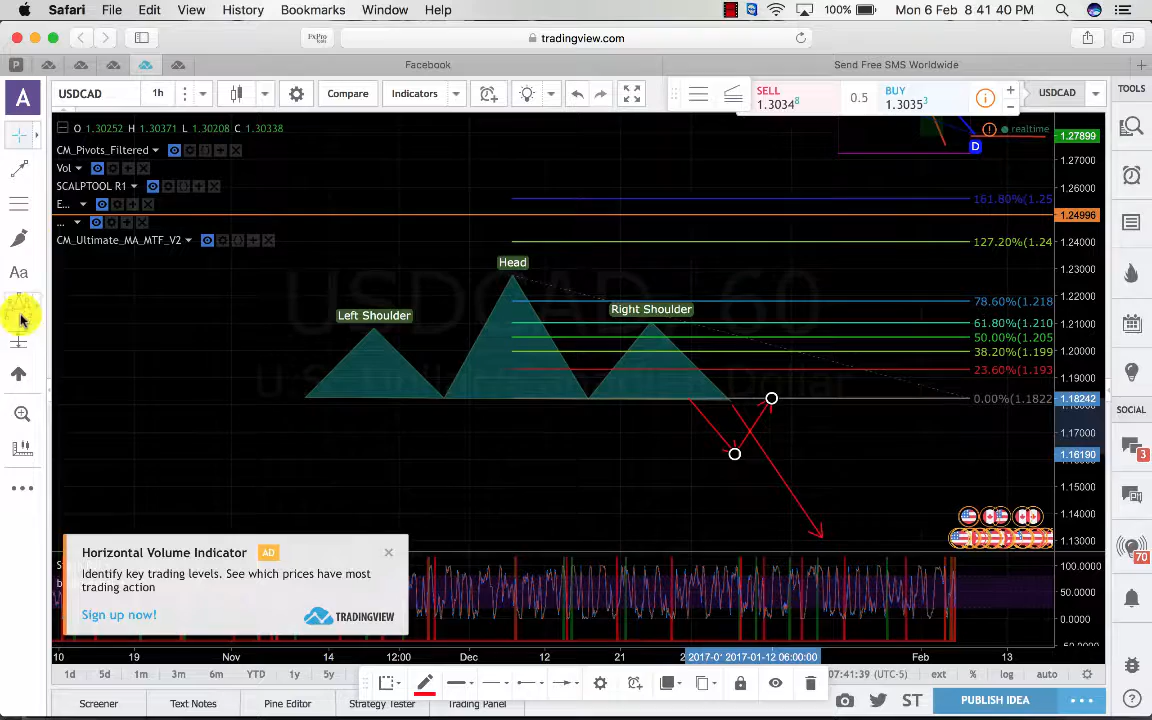 Safari File Edit View History Bookmarks Window Help 100% Mon 6 Feb 8 41 40 PM
PxPro Tools tradingview.com
P Facebook Send Free SMS Worldwide
A USDCAD 1h Compare Indicators
SELL 1.3034⁸ 0.5 BUY 1.3035³ USDCAD TOOLS
O 1.30252 H 1.30371 L 1.30208 C 1.30338
realtime
CM_Pivots_Filtered
Vol
SCALPTOOL R1
E...
...
CM_Ultimate_MA_MTF_V2
D
1.27899
1.27000
1.26000
161.80%(1.25
1.24996
127.20%(1.24
1.24000
Head
1.23000
78.60%(1.218
1.22000
Left Shoulder
Right Shoulder
61.80%(1.210
1.21000
50.00%(1.205
38.20%(1.199
1.20000
23.60%(1.193
1.19000
0.00%(1.1822
1.18242
1.17000
1.16190
1.15000
1.14000
1.13000
USDCAD, 60
SOCIAL
3
70
Horizontal Volume Indicator AD
Identify key trading levels. See which prices have most
trading action
Sign up now! TRADINGVIEW
100.0000
50.0000
0.0000
10 19 Nov 14 12:00 Dec 12 21 2017-01-12 06:00:00 Feb 13
1d 5d 1m 3m 6m YTD 1y 5y
07:41:39 (UTC-5) % log auto
Screener Text Notes Pine Editor Strategy Tester Trading Panel ST PUBLISH IDEA